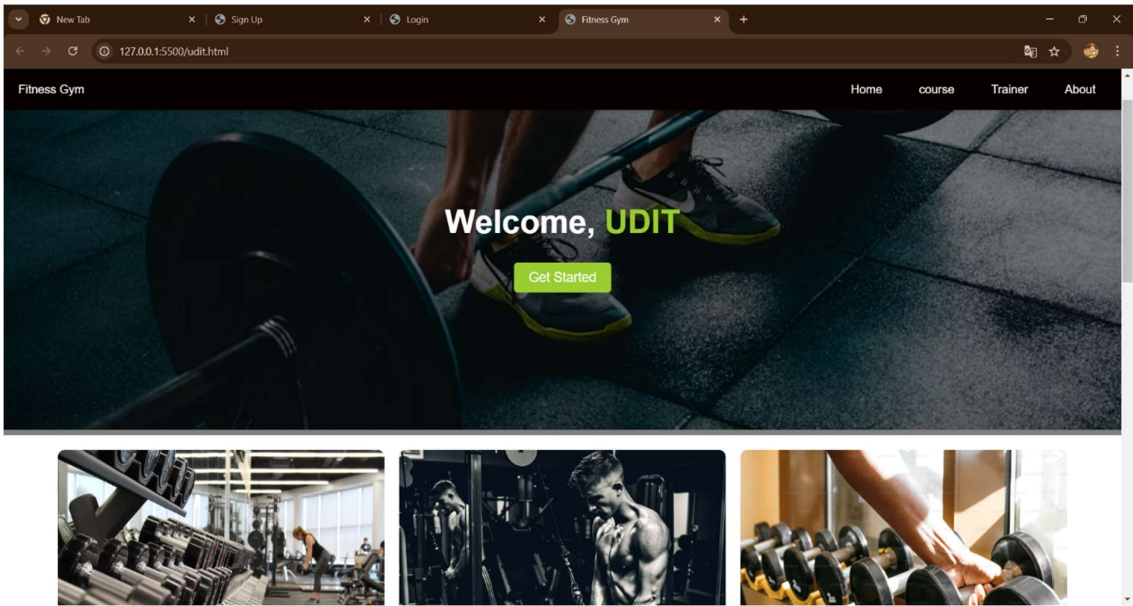 New Tab
Sign Up
Login
Fitness Gym
127.0.0.1:5500/udit.html
Fitness Gym
Home course Trainer About
Welcome, UDIT
Get Started